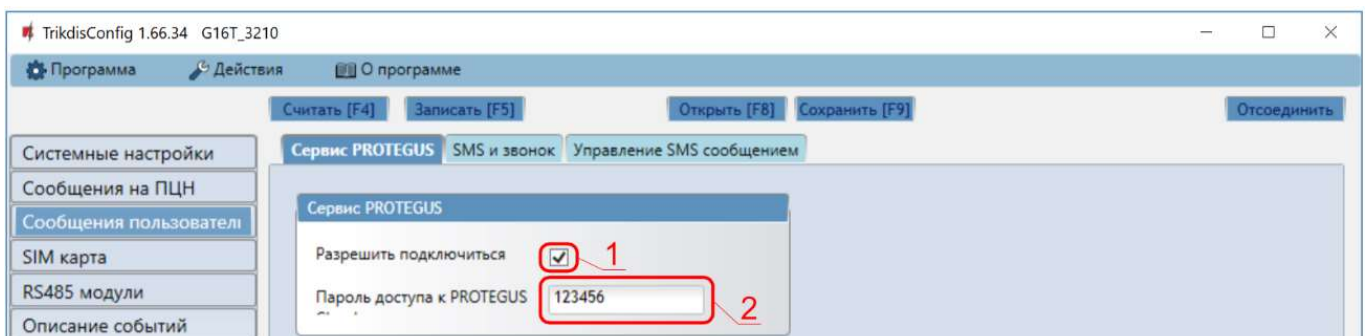 TrikdisConfig 1.66.34 G16T_3210
Программа Действия О программе
Считать [F4] Записать [F5] Открыть [F8] Сохранить [F9] Отсоединить
Системные настройки
Сообщения на ПЦН
Сообщения пользовател
SIM карта
RS485 модули
Описание событий
Сервис PROTEGUS SMS и звонок Управление SMS сообщением
Сервис PROTEGUS
Разрешить подключиться 1
Пароль доступа к PROTEGUS 123456 2